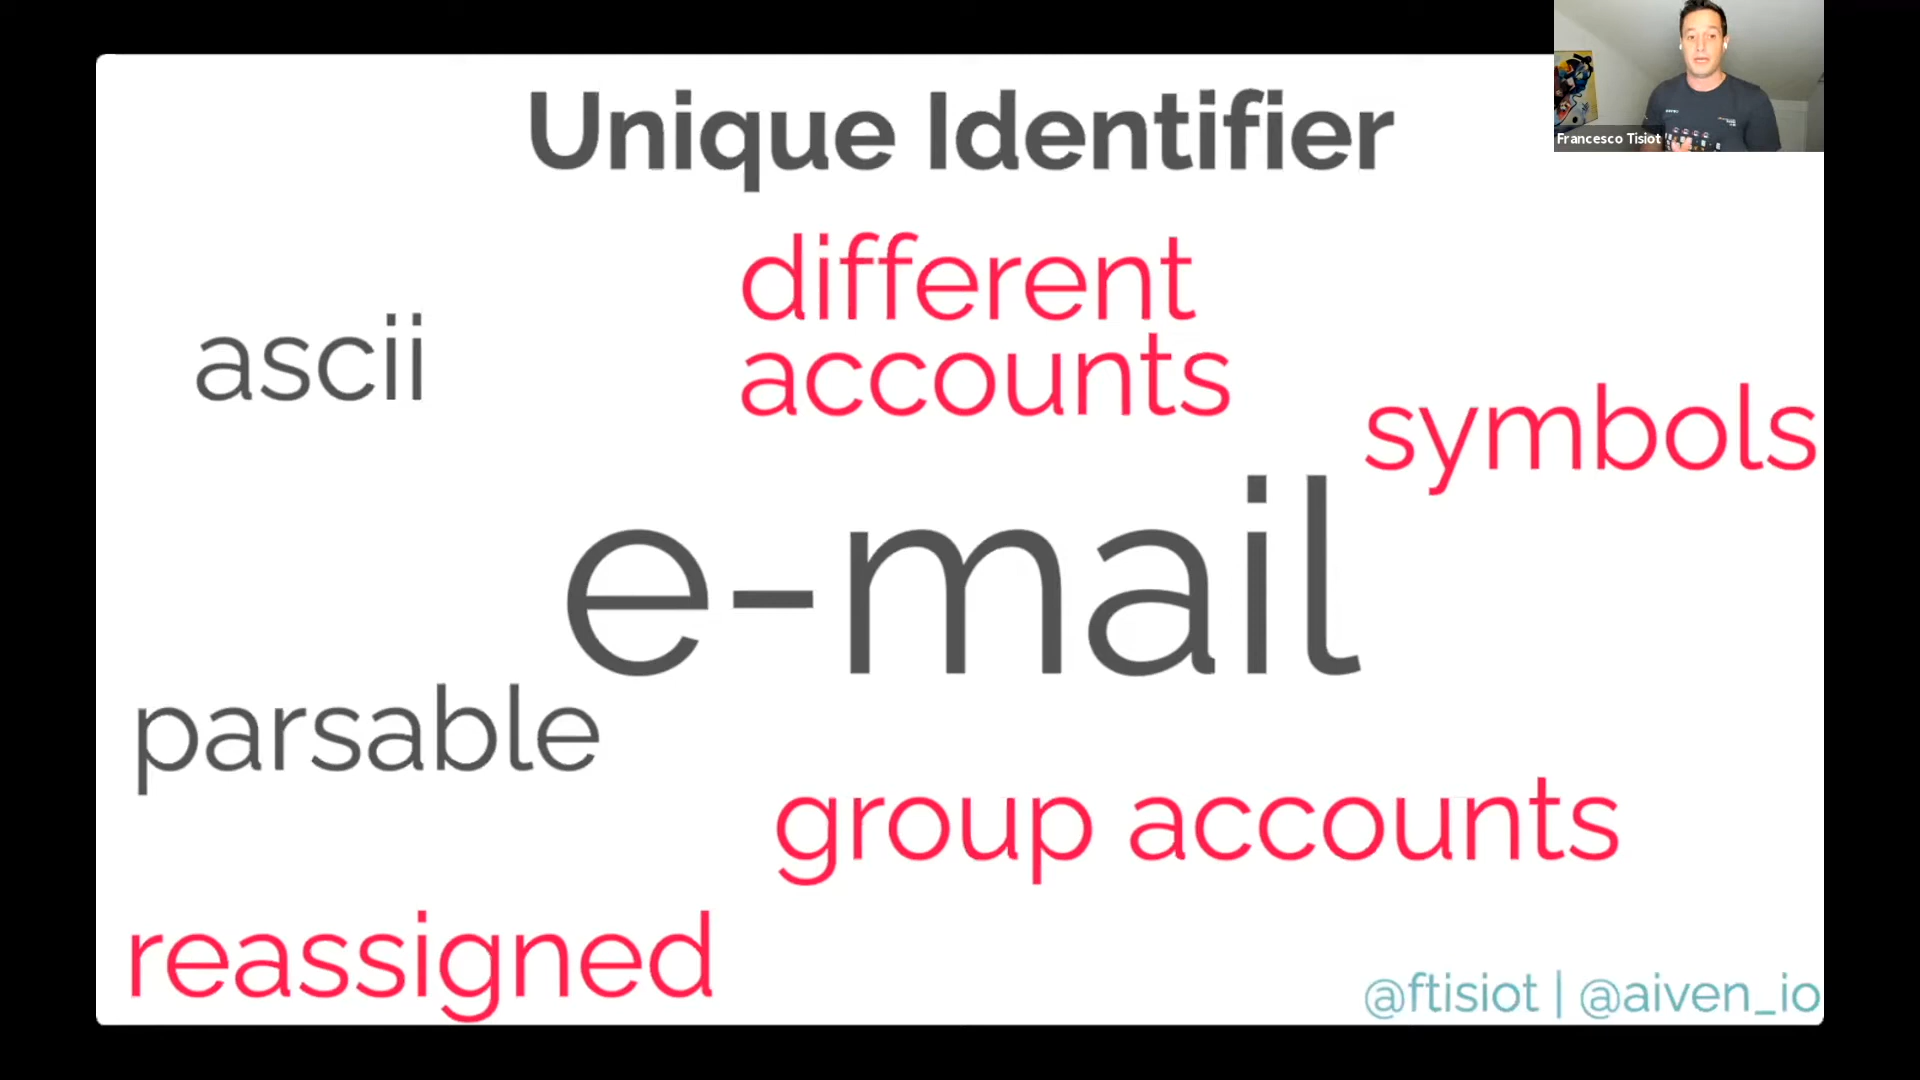 Unique Identifier
Francesco Tisiot
different
accounts
ascii
symbols
e-mail
parsable
group accounts
reassigned
@ftisiot | @aiven_io